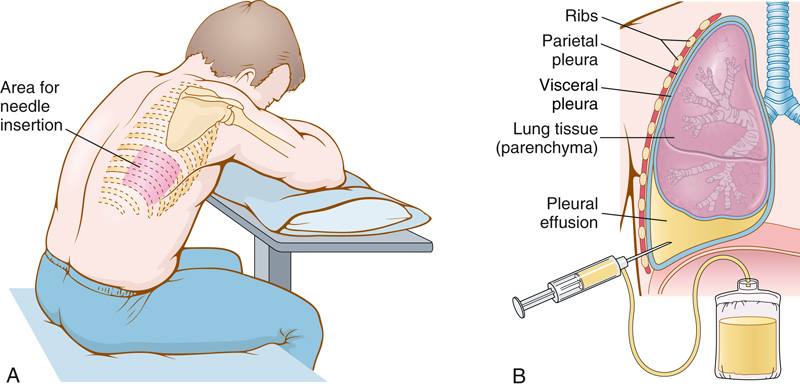 Area for
needle
insertion
A
Ribs
Parietal
pleura
Visceral
pleura
Lung tissue
(parenchyma)
Pleural
effusion
B